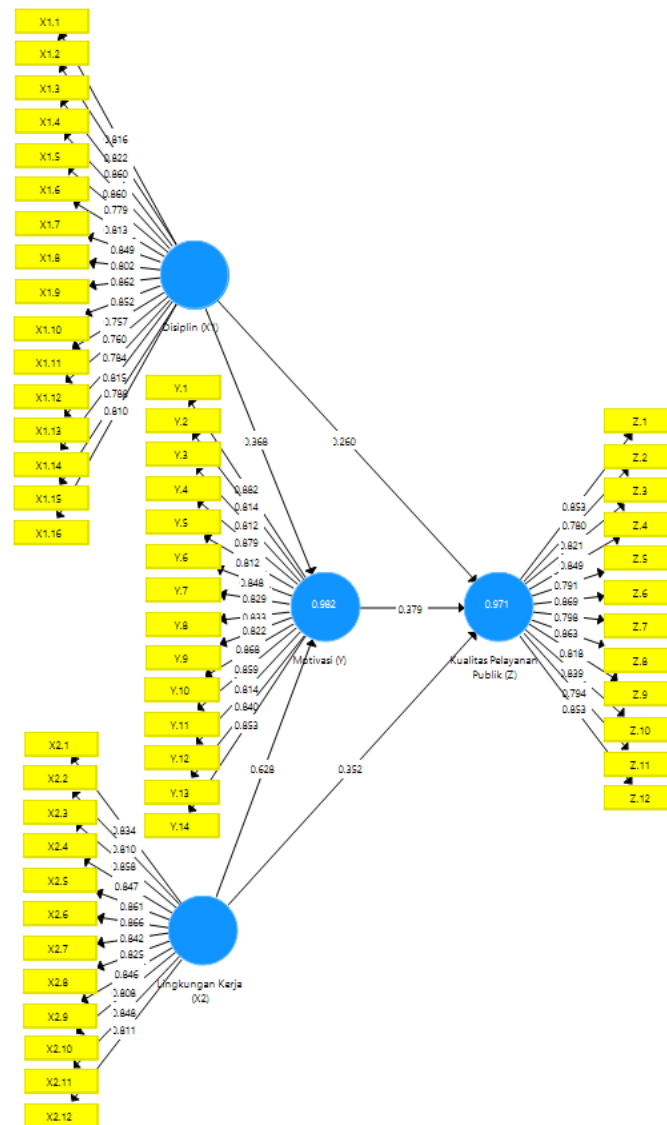 X1.1
X1.2
X1.3
X1.4
X1.5
X1.6
X1.7
X1.8
X1.9
X1.10
X1.11
X1.12
X1.13
X1.14
X1.15
X1.16
0.816
0.822
0.860
0.860
0.779
0.813
0.849
0.802
0.862
0.852
0.757
0.760
0.784
0.815
0.788
0.810
Disiplin (X1)
0.368
0.260
Y.1
Y.2
Y.3
Y.4
Y.5
Y.6
Y.7
Y.8
Y.9
Y.10
Y.11
Y.12
Y.13
Y.14
0.882
0.814
0.812
0.879
0.812
0.848
0.829
0.833
0.822
0.868
0.859
0.814
0.840
0.853
0.982
Motivasi (Y)
0.379
0.971
Kualitas Pelayanan
Publik (Z)
0.853
0.780
0.821
0.849
0.791
0.869
0.798
0.863
0.818
0.839
0.794
0.853
Z.1
Z.2
Z.3
Z.4
Z.5
Z.6
Z.7
Z.8
Z.9
Z.10
Z.11
Z.12
0.628
0.352
X2.1
X2.2
X2.3
X2.4
X2.5
X2.6
X2.7
X2.8
X2.9
X2.10
X2.11
X2.12
0.834
0.810
0.858
0.847
0.861
0.866
0.842
0.825
0.846
0.808
0.848
0.811
Lingkungan Kerja
(X2)